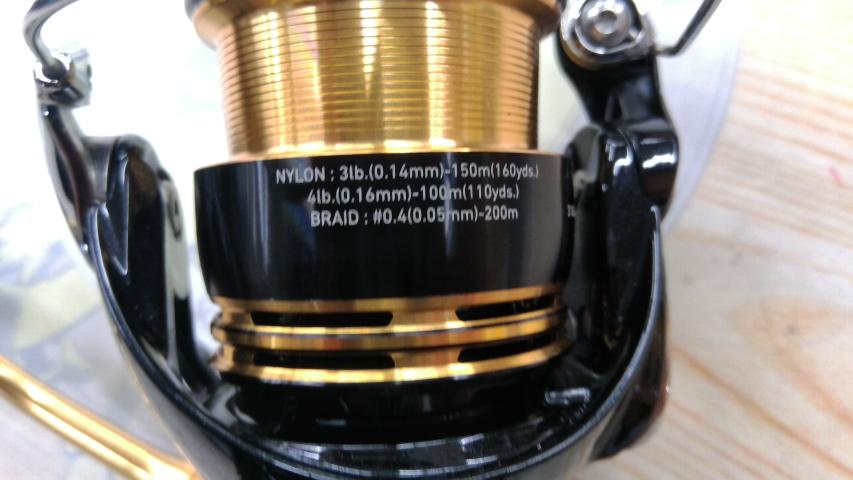 NYLON ; 3lb.(0.14mm)-150m(160yds.)
4lb.(0.16mm)-100m(110yds.)
BRAID ; #0.4(0.05mm)-200m